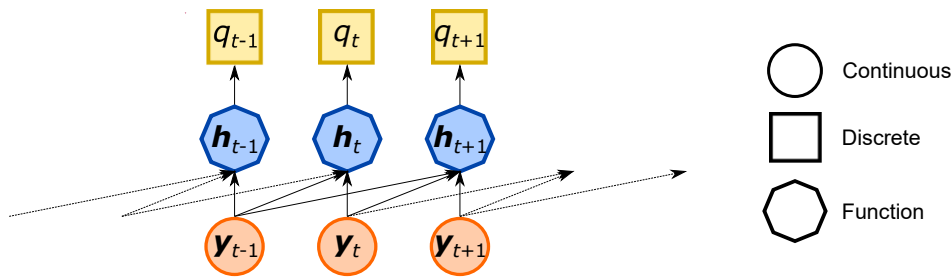 q_{t-1} q_t q_{t+1}
Continuous
h_{t-1} h_t h_{t+1}
Discrete
Function
y_{t-1} y_t y_{t+1}